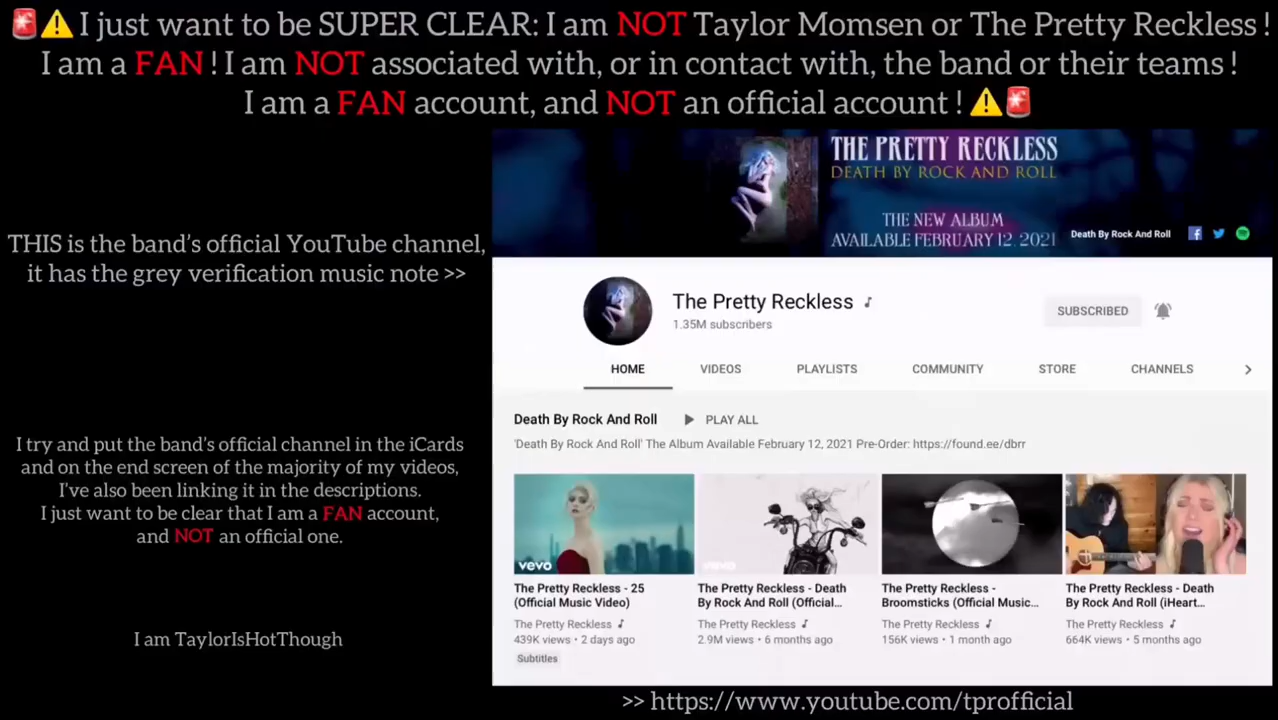 🚨⚠️ I just want to be SUPER CLEAR: I am NOT Taylor Momsen or The Pretty Reckless !
I am a FAN ! I am NOT associated with, or in contact with, the band or their teams !
I am a FAN account, and NOT an official account ! ⚠️🚨
THE PRETTY RECKLESS
DEATH BY ROCK AND ROLL
THE NEW ALBUM
AVAILABLE FEBRUARY 12, 2021
Death By Rock And Roll
THIS is the band's official YouTube channel,
it has the grey verification music note >>
The Pretty Reckless
1.35M subscribers
SUBSCRIBED
HOME VIDEOS PLAYLISTS COMMUNITY STORE CHANNELS
Death By Rock And Roll PLAY ALL
'Death By Rock And Roll' The Album Available February 12, 2021 Pre-Order: https://found.ee/dbrr
I try and put the band's official channel in the iCards
and on the end screen of the majority of my videos,
I've also been linking it in the descriptions.
I just want to be clear that I am a FAN account,
and NOT an official one.
I am TaylorIsHotThough
vevo
vevo
The Pretty Reckless - 25
(Official Music Video)
The Pretty Reckless
439K views • 2 days ago
Subtitles
The Pretty Reckless - Death
By Rock And Roll (Official...
The Pretty Reckless
2.9M views • 6 months ago
The Pretty Reckless -
Broomsticks (Official Music...
The Pretty Reckless
156K views • 1 month ago
The Pretty Reckless - Death
By Rock And Roll (iHeart...
The Pretty Reckless
664K views • 5 months ago
>> https://www.youtube.com/tprofficial